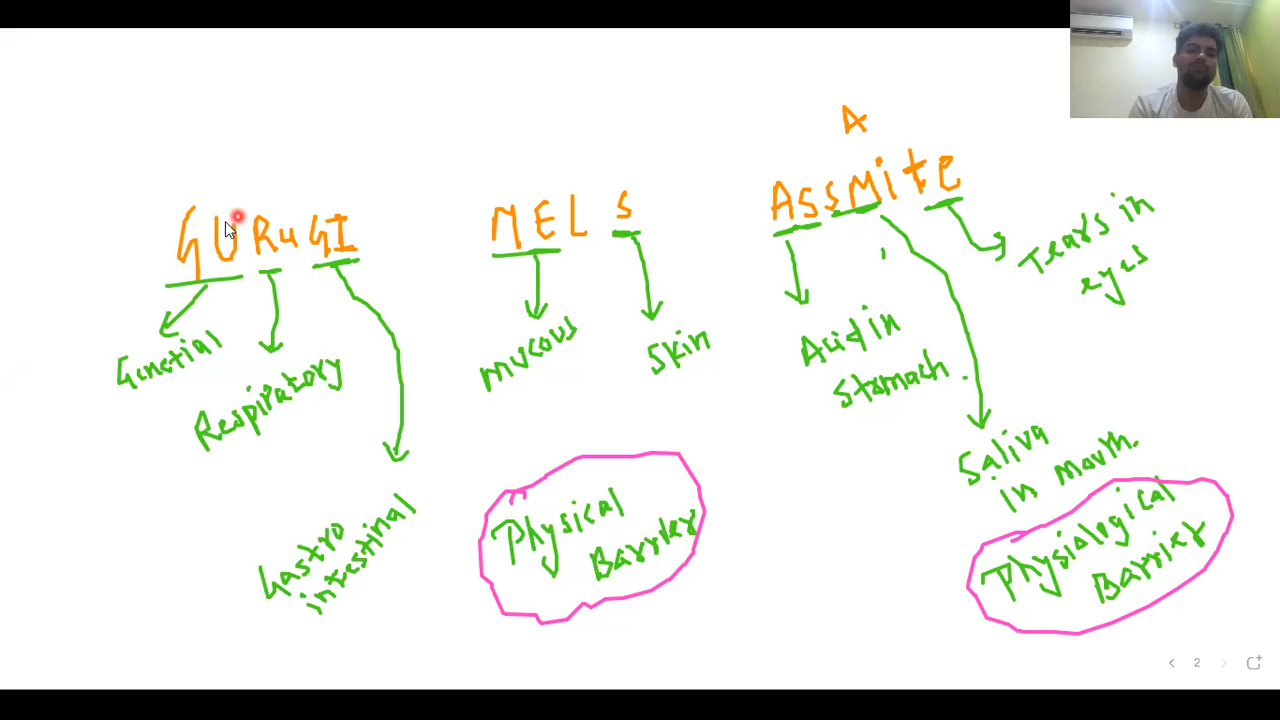 A
GURuGI MELS ASSMitE
Genetial
Respiratory
Gastro
intestinal
Mucous
Skin
Acid in
stomach.
Saliva
in mouth.
Tears in
eyes
Physical
Barrier
Physiological
Barrier
2